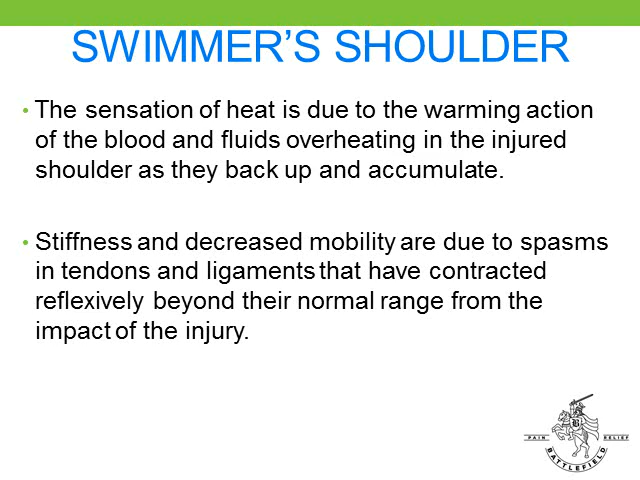 SWIMMER'S SHOULDER
• The sensation of heat is due to the warming action
of the blood and fluids overheating in the injured
shoulder as they back up and accumulate.
• Stiffness and decreased mobility are due to spasms
in tendons and ligaments that have contracted
reflexively beyond their normal range from the
impact of the injury.
B
PAIN RELIEF
BATTLEFIELD